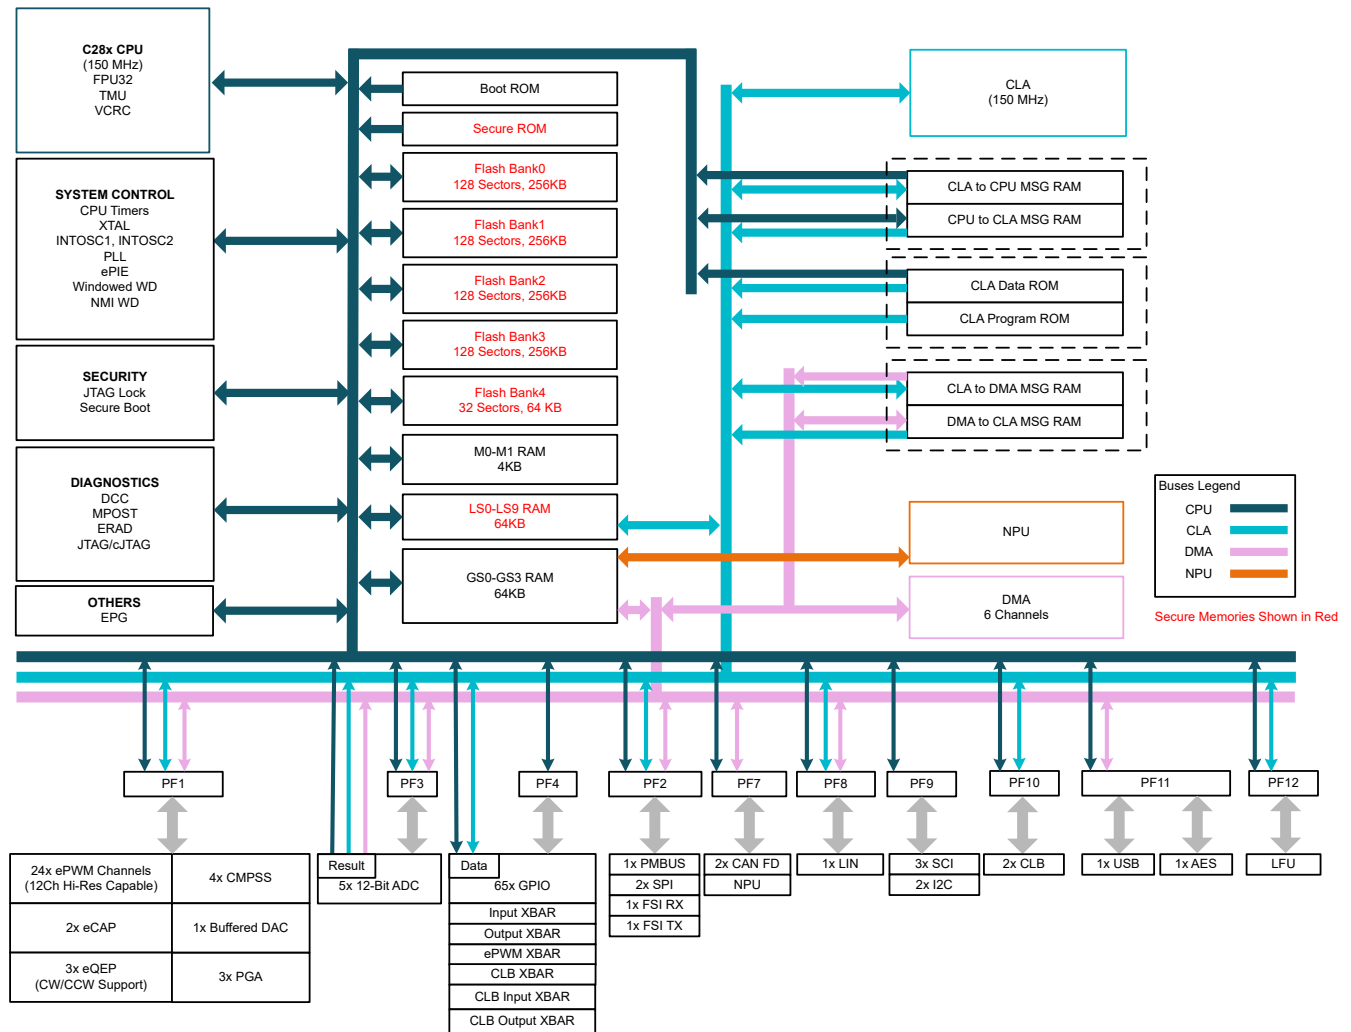 C28x CPU
(150 MHz)
FPU32
TMU
VCRC
SYSTEM CONTROL
CPU Timers
XTAL
INTOSC1, INTOSC2
PLL
ePIE
Windowed WD
NMI WD
SECURITY
JTAG Lock
Secure Boot
DIAGNOSTICS
DCC
MPOST
ERAD
JTAG/cJTAG
OTHERS
EPG
Boot ROM
Secure ROM
Flash Bank0
128 Sectors, 256KB
Flash Bank1
128 Sectors, 256KB
Flash Bank2
128 Sectors, 256KB
Flash Bank3
128 Sectors, 256KB
Flash Bank4
32 Sectors, 64 KB
M0-M1 RAM
4KB
LS0-LS9 RAM
64KB
GS0-GS3 RAM
64KB
CLA
(150 MHz)
CLA to CPU MSG RAM
CPU to CLA MSG RAM
CLA Data ROM
CLA Program ROM
CLA to DMA MSG RAM
DMA to CLA MSG RAM
NPU
DMA
6 Channels
Buses Legend
CPU
CLA
DMA
NPU
Secure Memories Shown in Red
PF1
PF3
PF4
PF2
PF7
PF8
PF9
PF10
PF11
PF12
24x ePWM Channels
(12Ch Hi-Res Capable)
4x CMPSS
2x eCAP
1x Buffered DAC
3x eQEP
(CW/CCW Support)
3x PGA
Result
5x 12-Bit ADC
Data
65x GPIO
Input XBAR
Output XBAR
ePWM XBAR
CLB XBAR
CLB Input XBAR
CLB Output XBAR
1x PMBUS
2x SPI
1x FSI RX
1x FSI TX
2x CAN FD
NPU
1x LIN
3x SCI
2x I2C
2x CLB
1x USB
1x AES
LFU